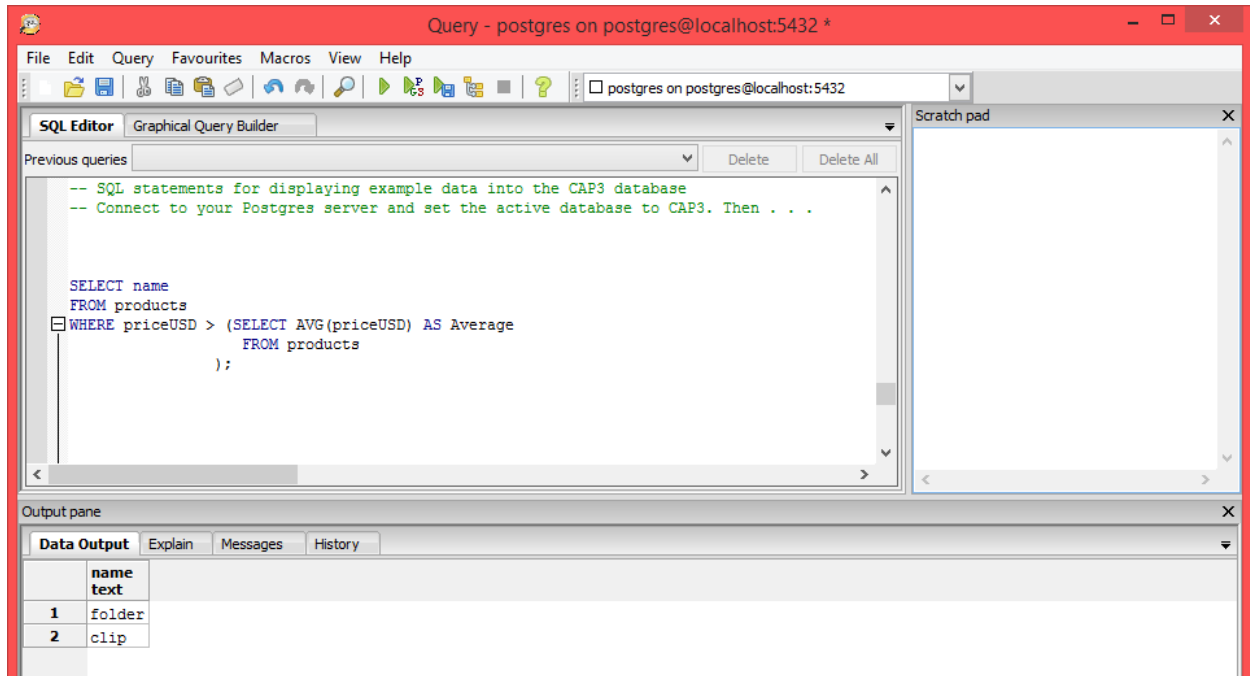 Query - postgres on postgres@localhost:5432 *
File Edit Query Favourites Macros View Help
postgres on postgres@localhost:5432
SQL Editor Graphical Query Builder
Scratch pad
Previous queries Delete Delete All
-- SQL statements for displaying example data into the CAP3 database
-- Connect to your Postgres server and set the active database to CAP3. Then . . .
SELECT name
FROM products
WHERE priceUSD > (SELECT AVG(priceUSD) AS Average
FROM products
);
Output pane
Data Output Explain Messages History
name
text
1 folder
2 clip